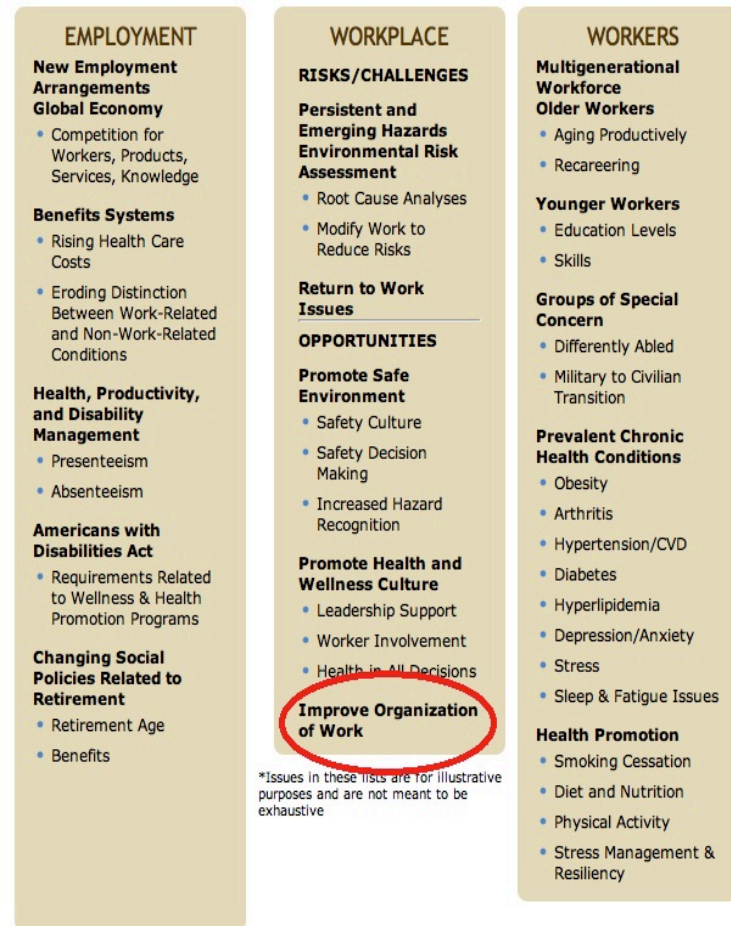 EMPLOYMENT
New Employment
Arrangements
Global Economy
• Competition for
Workers, Products,
Services, Knowledge
Benefits Systems
• Rising Health Care
Costs
• Eroding Distinction
Between Work-Related
and Non-Work-Related
Conditions
Health, Productivity,
and Disability
Management
• Presenteeism
• Absenteeism
Americans with
Disabilities Act
• Requirements Related
to Wellness & Health
Promotion Programs
Changing Social
Policies Related to
Retirement
• Retirement Age
• Benefits
WORKPLACE
RISKS/CHALLENGES
Persistent and
Emerging Hazards
Environmental Risk
Assessment
• Root Cause Analyses
• Modify Work to
Reduce Risks
Return to Work
Issues
OPPORTUNITIES
Promote Safe
Environment
• Safety Culture
• Safety Decision
Making
• Increased Hazard
Recognition
Promote Health and
Wellness Culture
• Leadership Support
• Worker Involvement
• Health in All Decisions
Improve Organization
of Work
*Issues in these lists are for illustrative
purposes and are not meant to be
exhaustive
WORKERS
Multigenerational
Workforce
Older Workers
• Aging Productively
• Recareering
Younger Workers
• Education Levels
• Skills
Groups of Special
Concern
• Differently Abled
• Military to Civilian
Transition
Prevalent Chronic
Health Conditions
• Obesity
• Arthritis
• Hypertension/CVD
• Diabetes
• Hyperlipidemia
• Depression/Anxiety
• Stress
• Sleep & Fatigue Issues
Health Promotion
• Smoking Cessation
• Diet and Nutrition
• Physical Activity
• Stress Management &
Resiliency